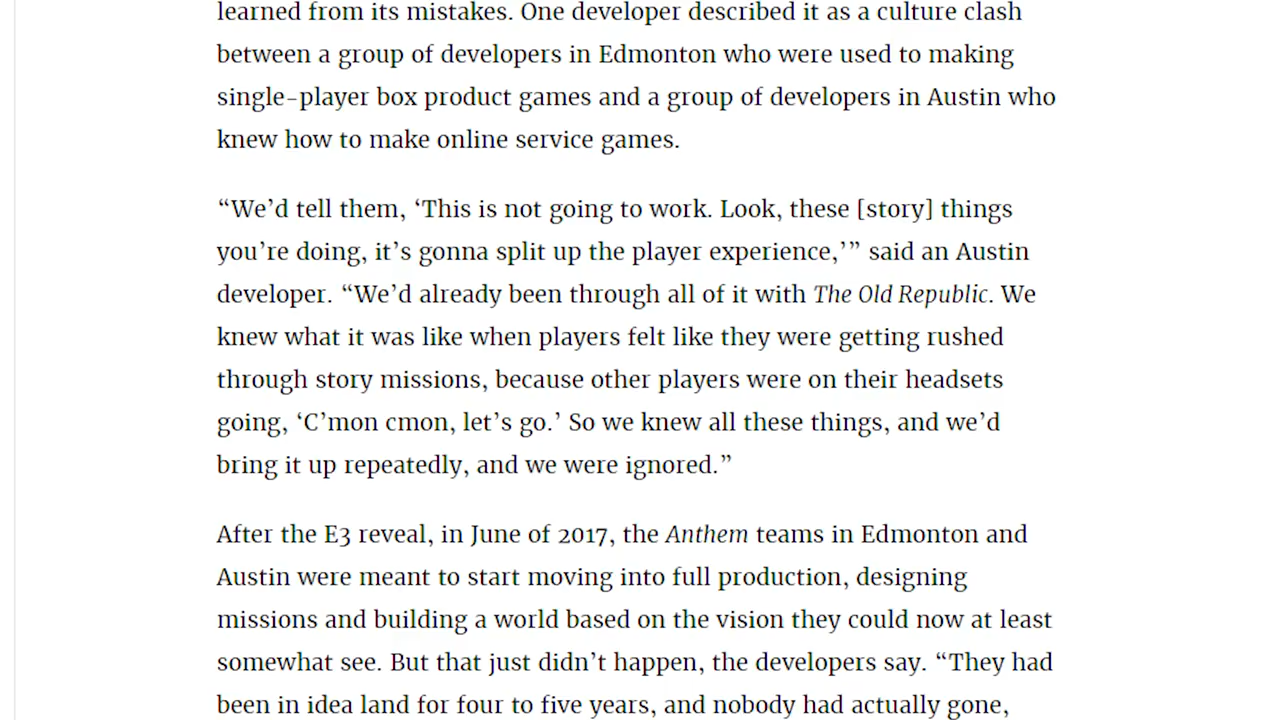 learned from its mistakes. One developer described it as a culture clash
between a group of developers in Edmonton who were used to making
single-player box product games and a group of developers in Austin who
knew how to make online service games.
“We’d tell them, ‘This is not going to work. Look, these [story] things
you’re doing, it’s gonna split up the player experience,’” said an Austin
developer. “We’d already been through all of it with The Old Republic. We
knew what it was like when players felt like they were getting rushed
through story missions, because other players were on their headsets
going, ‘C’mon cmon, let’s go.’ So we knew all these things, and we’d
bring it up repeatedly, and we were ignored.”
After the E3 reveal, in June of 2017, the Anthem teams in Edmonton and
Austin were meant to start moving into full production, designing
missions and building a world based on the vision they could now at least
somewhat see. But that just didn’t happen, the developers say. “They had
been in idea land for four to five years, and nobody had actually gone,